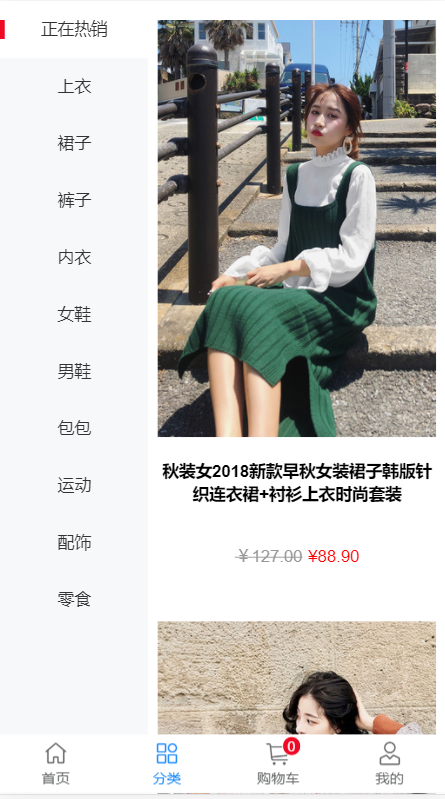 正在热销
上衣
裙子
裤子
内衣
女鞋
男鞋
包包
运动
配饰
零食
秋装女2018新款早秋女装裙子韩版针
织连衣裙+衬衫上衣时尚套装
￥127.00 ¥88.90
0
首页 分类 购物车 我的